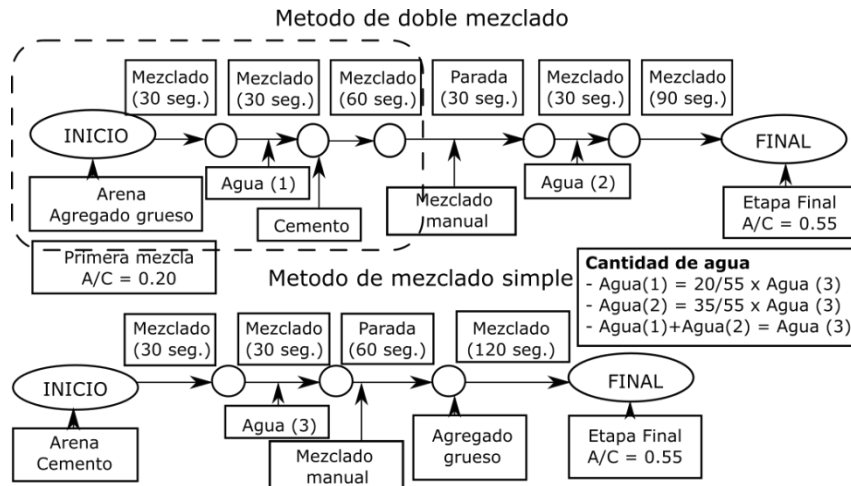 Metodo de doble mezclado
Mezclado
(30 seg.)
Mezclado
(30 seg.)
Mezclado
(60 seg.)
Parada
(30 seg.)
Mezclado
(30 seg.)
Mezclado
(90 seg.)
INICIO
FINAL
Arena
Agregado grueso
Agua (1)
Cemento
Mezclado
manual
Agua (2)
Etapa Final
A/C = 0.55
Primera mezcla
A/C = 0.20
Metodo de mezclado simple
Cantidad de agua
- Agua(1) = 20/55 x Agua (3)
- Agua(2) = 35/55 x Agua (3)
- Agua(1)+Agua(2) = Agua (3)
Mezclado
(30 seg.)
Mezclado
(30 seg.)
Parada
(60 seg.)
Mezclado
(120 seg.)
INICIO
FINAL
Arena
Cemento
Agua (3)
Mezclado
manual
Agregado
grueso
Etapa Final
A/C = 0.55